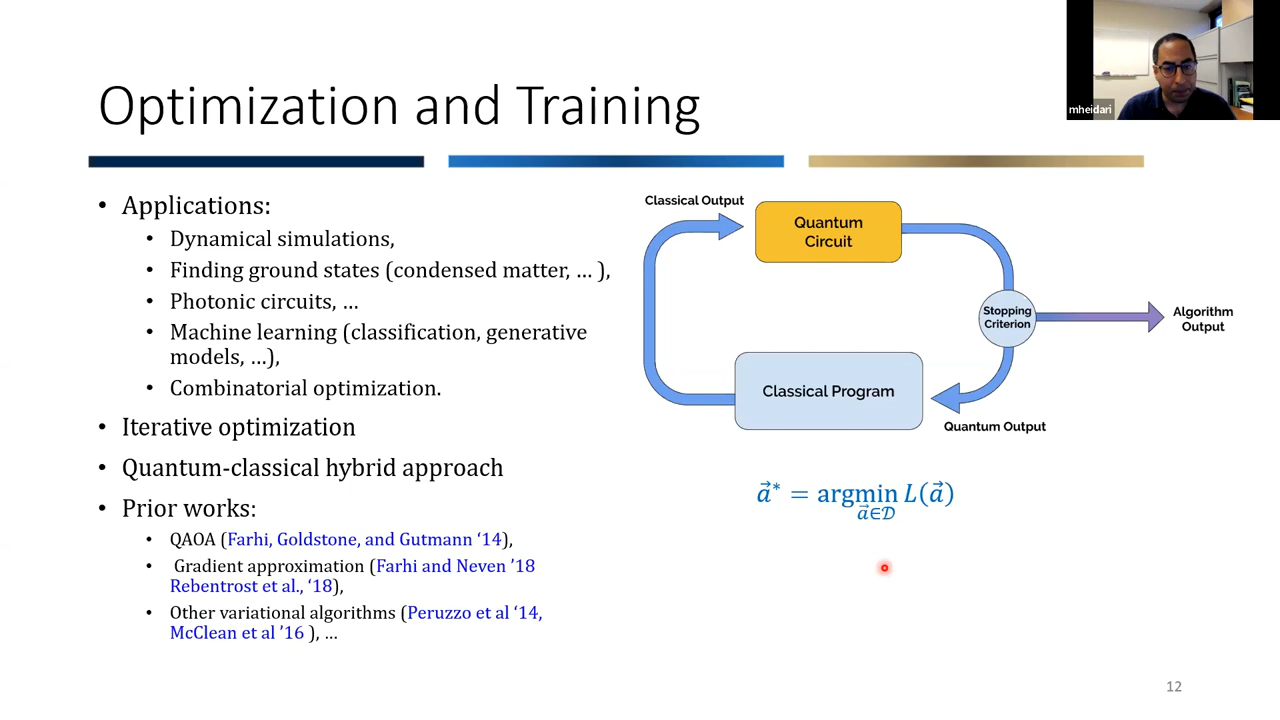 mheidari
Optimization and Training
• Applications:
• Dynamical simulations,
• Finding ground states (condensed matter, … ),
• Photonic circuits, …
• Machine learning (classification, generative
models, …),
• Combinatorial optimization.
• Iterative optimization
• Quantum-classical hybrid approach
• Prior works:
• QAOA (Farhi, Goldstone, and Gutmann ‘14),
• Gradient approximation (Farhi and Neven ’18
Rebentrost et al., ‘18),
• Other variational algorithms (Peruzzo et al ‘14,
McClean et al ’16 ), …
Classical Output
Quantum
Circuit
Stopping
Criterion
Algorithm
Output
Classical Program
Quantum Output
a⃗* = argmin L(a⃗)
a⃗∈𝒟
12